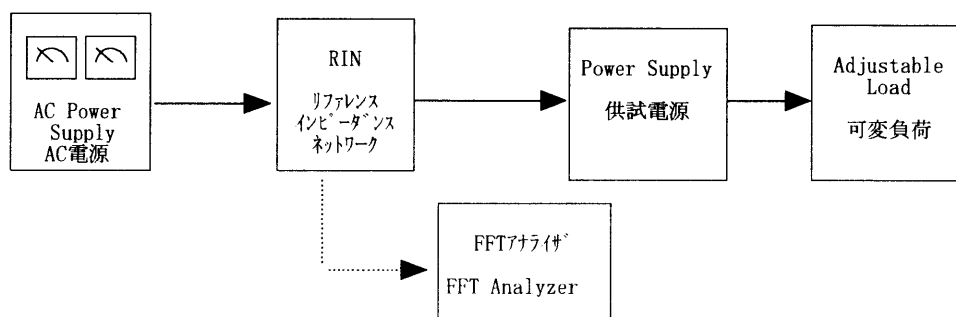 AC Power
Supply
AC電源
RIN
リファレンス
インピーダンス
ネットワーク
Power Supply
供試電源
Adjustable
Load
可変負荷
FFTアナライザ
FFT Analyzer